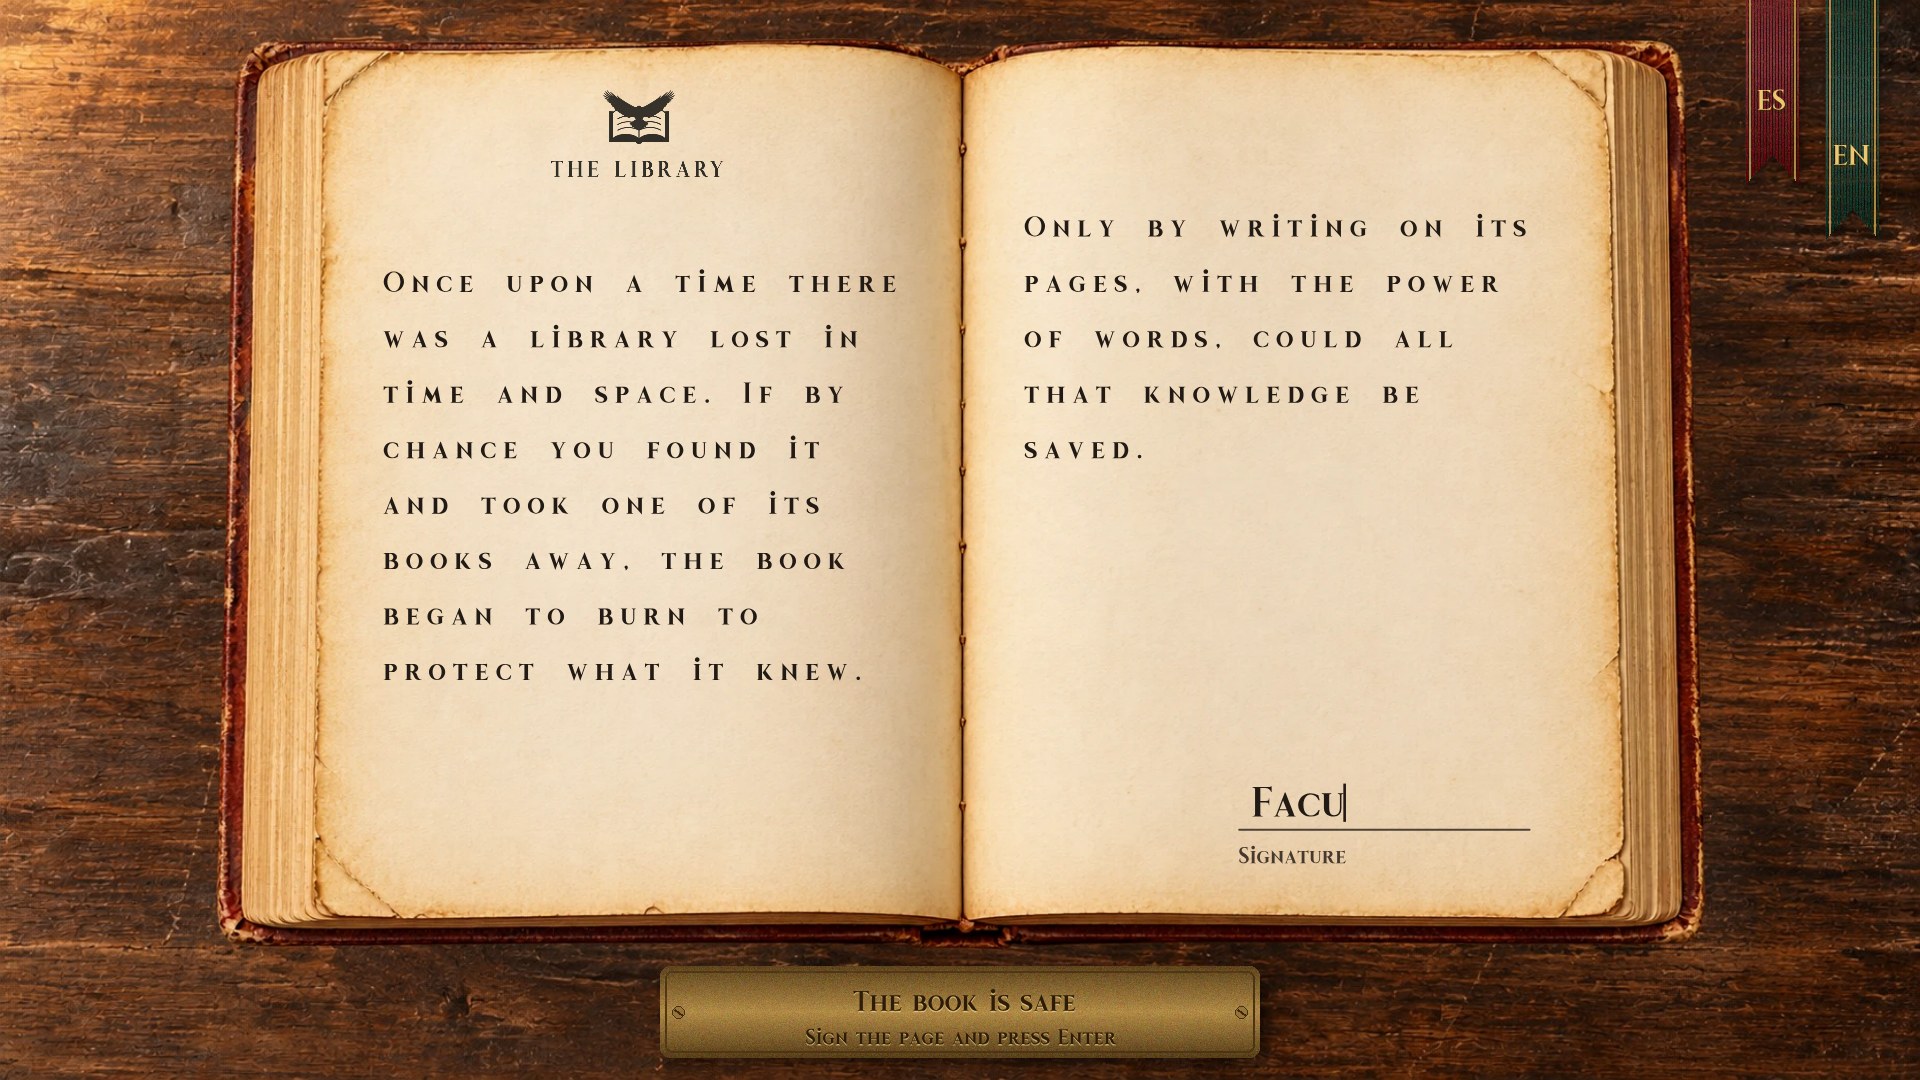 THE LIBRARY
Once upon a time there
was a library lost in
time and space. If by
chance you found it
and took one of its
books away, the book
began to burn to
protect what it knew.
Only by writing on its
pages, with the power
of words, could all
that knowledge be
saved.
Facu
Signature
ES
EN
The book is safe
Sign the page and press Enter